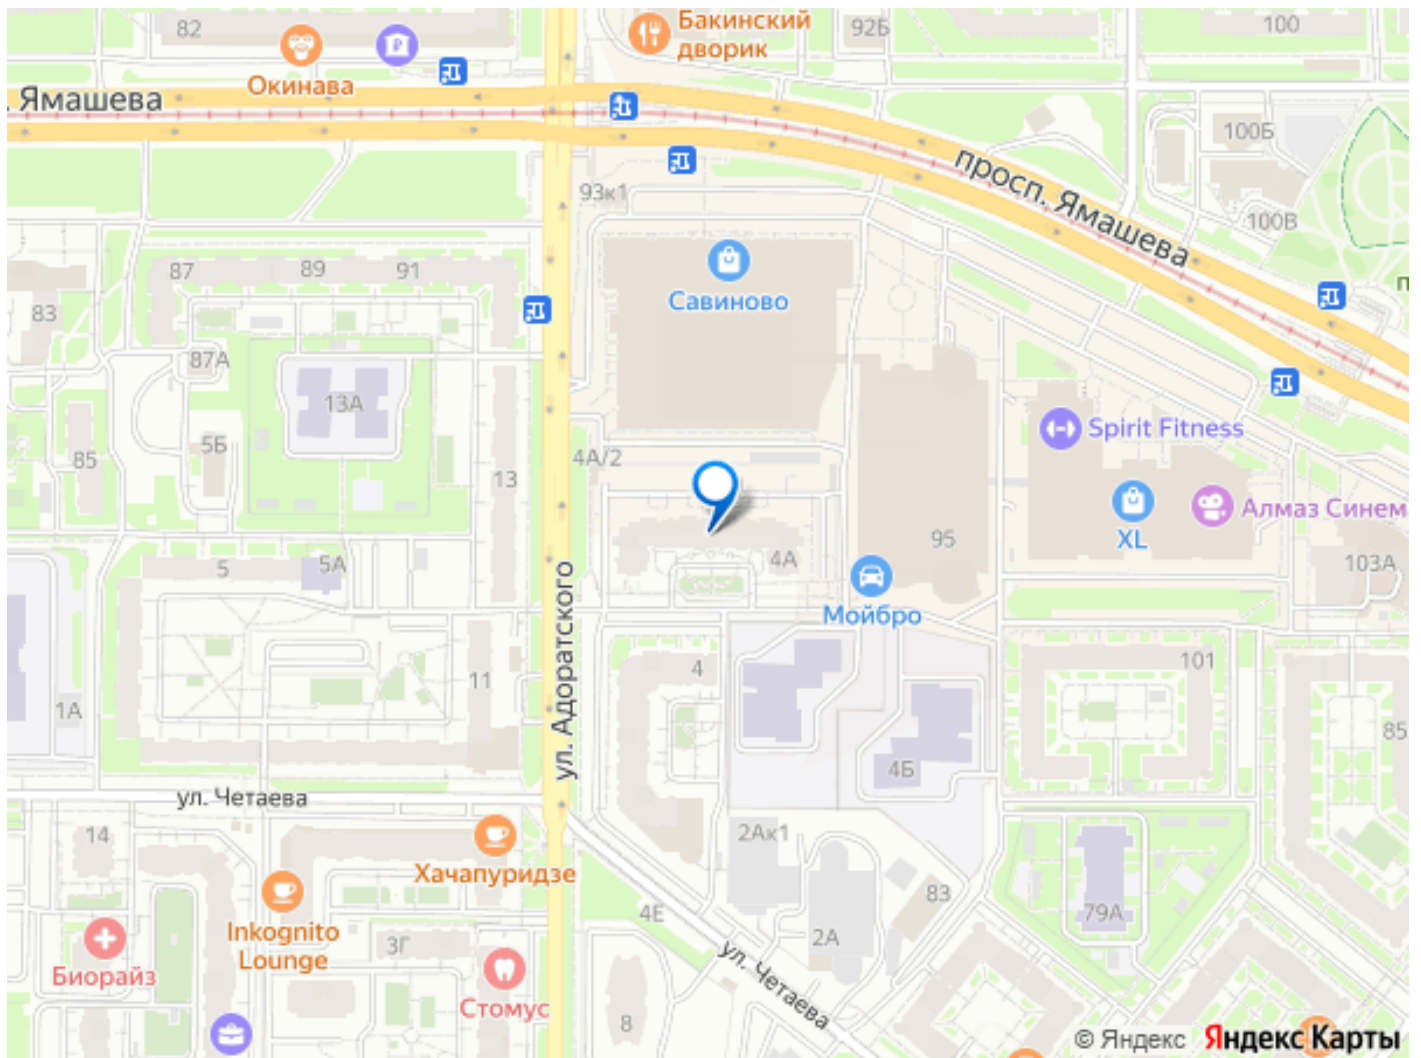 82
Окинава
Бакинский
дворик
92Б
100
. Ямашева
просп. Ямашева
100Б
100В
93к1
87
89
91
83
Савиново
п
87А
13А
5Б
85
13
4А/2
Spirit Fitness
XL
Алмаз Синем
95
103А
5
5А
4А
Мойбро
ул. Адоратского
4
101
11
1А
85
4Б
ул. Четаева
14
2Ак1
Хачапуридзе
83
79А
4Е
Inkognito
Lounge
3Г
2А
Биорайз
Стомус
ул. Четаева
8
© Яндекс Яндекс Карты